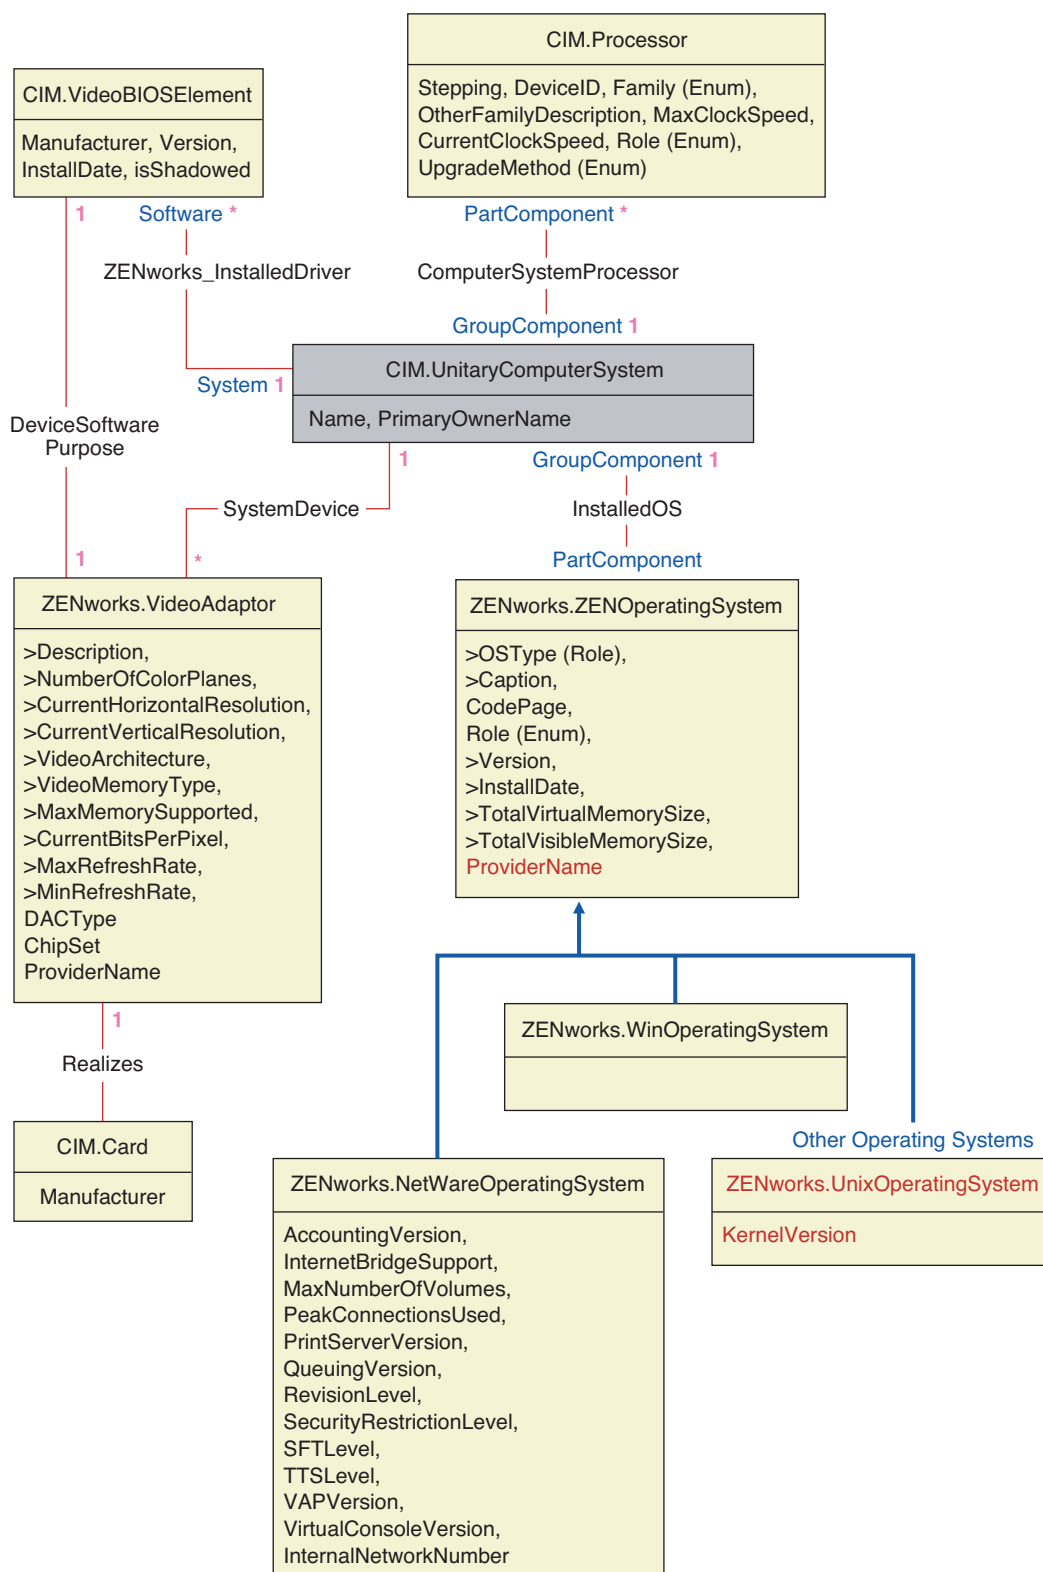 CIM.Processor
Stepping, DeviceID, Family (Enum),
OtherFamilyDescription, MaxClockSpeed,
CurrentClockSpeed, Role (Enum),
UpgradeMethod (Enum)
CIM.VideoBIOSElement
Manufacturer, Version,
InstallDate, isShadowed
1
Software *
PartComponent *
ZENworks_InstalledDriver
ComputerSystemProcessor
GroupComponent 1
System 1
CIM.UnitaryComputerSystem
Name, PrimaryOwnerName
DeviceSoftware
Purpose
1
GroupComponent 1
SystemDevice
InstalledOS
1
*
PartComponent
ZENworks.VideoAdaptor
>Description,
>NumberOfColorPlanes,
>CurrentHorizontalResolution,
>CurrentVerticalResolution,
>VideoArchitecture,
>VideoMemoryType,
>MaxMemorySupported,
>CurrentBitsPerPixel,
>MaxRefreshRate,
>MinRefreshRate,
DACType
ChipSet
ProviderName
ZENworks.ZENOperatingSystem
>OSType (Role),
>Caption,
CodePage,
Role (Enum),
>Version,
>InstallDate,
>TotalVirtualMemorySize,
>TotalVisibleMemorySize,
ProviderName
1
Realizes
CIM.Card
Manufacturer
ZENworks.WinOperatingSystem
Other Operating Systems
ZENworks.NetWareOperatingSystem
AccountingVersion,
InternetBridgeSupport,
MaxNumberOfVolumes,
PeakConnectionsUsed,
PrintServerVersion,
QueuingVersion,
RevisionLevel,
SecurityRestrictionLevel,
SFTLevel,
TTSLevel,
VAPVersion,
VirtualConsoleVersion,
InternalNetworkNumber
ZENworks.UnixOperatingSystem
KernelVersion